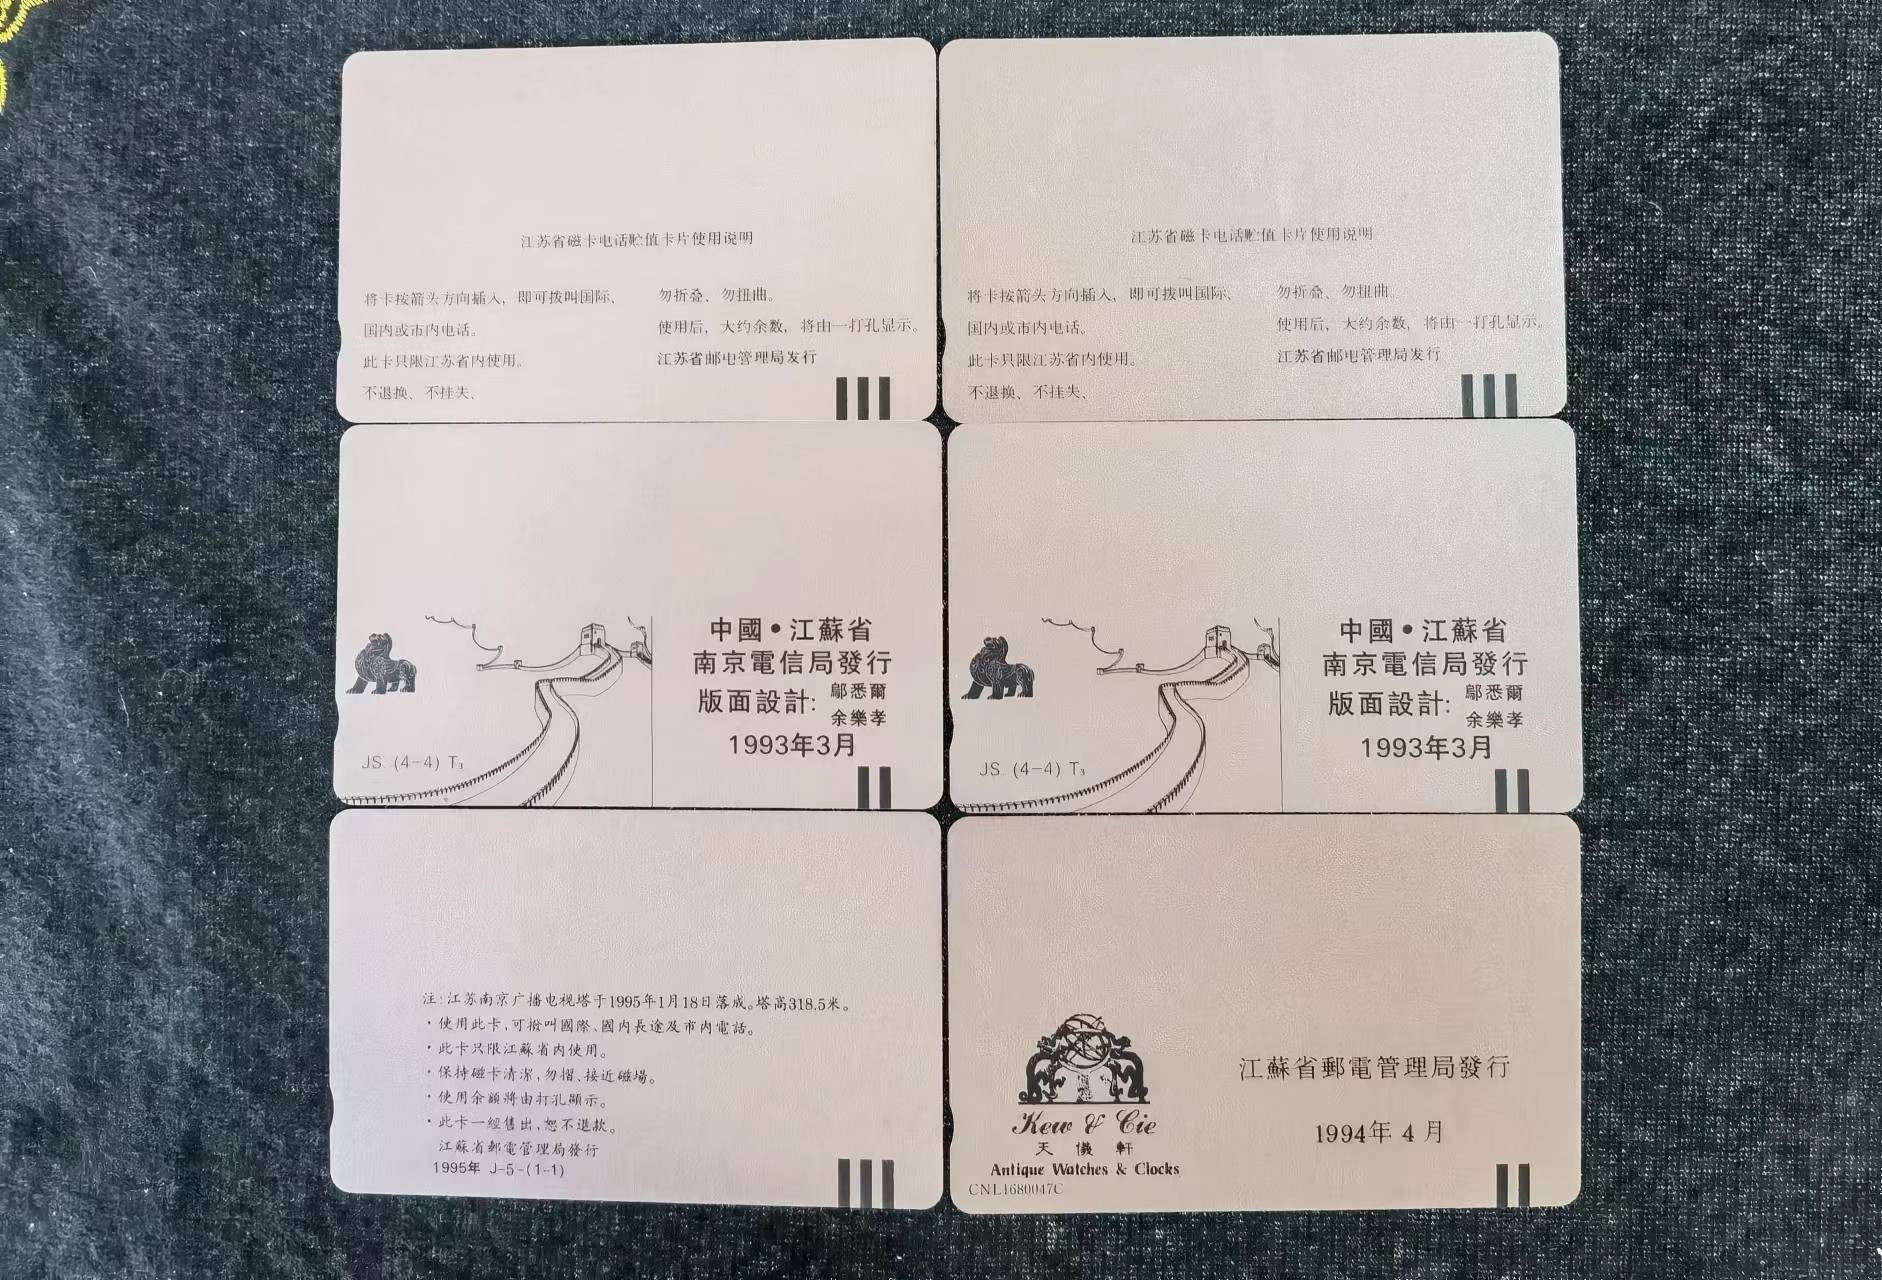 江苏省磁卡电话贮值卡片使用说明
将卡按箭头方向插入, 即可拨叫国际、
国内或市内电话。
此卡只限江苏省内使用。
不退换、不挂失、
勿折叠、勿扭曲。
使用后, 大约余数, 将由一打孔显示。
江苏省邮电管理局发行
江苏省磁卡电话贮值卡片使用说明
将卡按箭头方向插入, 即可拨叫国际、
国内或市内电话。
此卡只限江苏省内使用。
不退换、不挂失、
勿折叠、勿扭曲。
使用后, 大约余数, 将由一打孔显示。
江苏省邮电管理局发行
JS (4-4) T3
中國•江蘇省
南京電信局發行
版面設計: 鄔悉爾
余樂孝
1993年3月
JS (4-4) T3
中國•江蘇省
南京電信局發行
版面設計: 鄔悉爾
余樂孝
1993年3月
注:江苏南京广播电视塔于1995年1月18日落成。塔高318.5米。
·使用此卡,可撥叫國際、國内長途及市内電話。
·此卡只限江蘇省内使用。
·保持磁卡清潔,勿摺、接近磁場。
·使用余額將由打孔顯示。
·此卡一經售出,恕不退款。
江蘇省郵電管理局發行
1995年 J-5-(1-1)
Kew & Cie
天儀軒
Antique Watches & Clocks
CNL1680047C
江蘇省郵電管理局發行
1994年4月